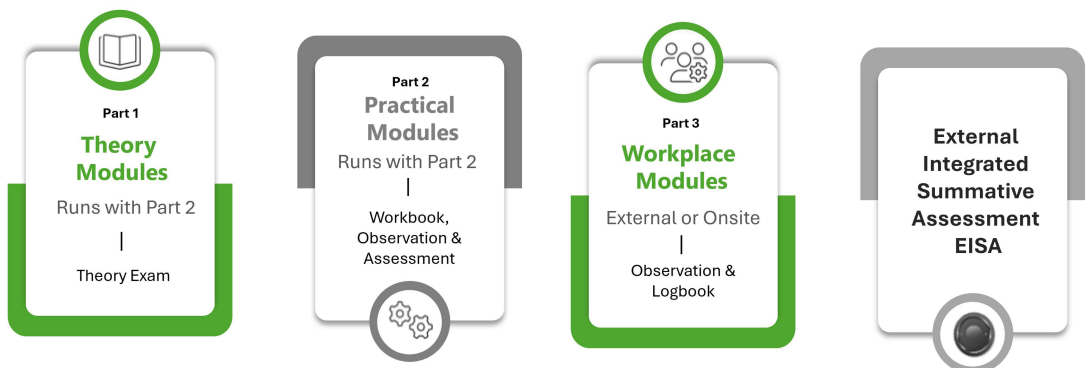 Part 1
Theory
Modules
Runs with Part 2
|
Theory Exam
Part 2
Practical
Modules
Runs with Part 2
|
Workbook,
Observation &
Assessment
Part 3
Workplace
Modules
External or Onsite
|
Observation &
Logbook
External
Integrated
Summative
Assessment
EISA